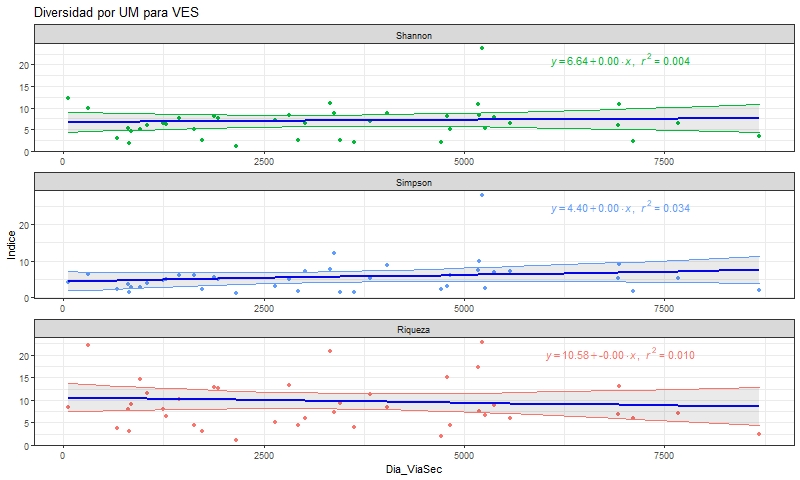 Diversidad por UM para VES
Shannon
y = 6.64 + 0.00 · x, r² = 0.004
20
15
10
5
0
0 2500 5000 7500
Simpson
y = 4.40 + 0.00 · x, r² = 0.034
20
10
0
0 2500 5000 7500
Indice
Riqueza
y = 10.58 + -0.00 · x, r² = 0.010
20
15
10
5
0
0 2500 5000 7500
Dia_ViaSec